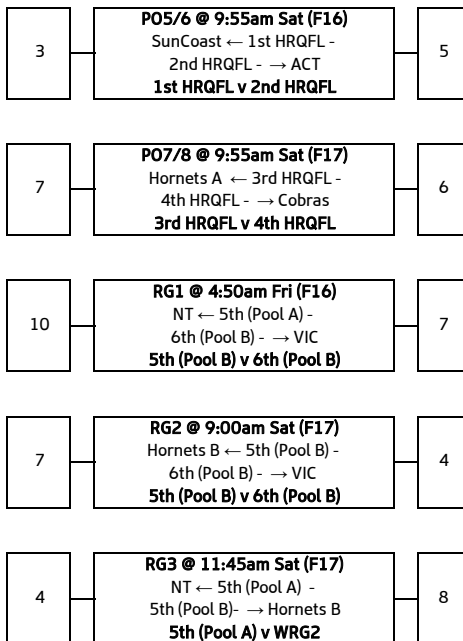 PO5/6 @ 9:55am Sat (F16)
3
SunCoast ← 1st HRQFL -
2nd HRQFL - → ACT
1st HRQFL v 2nd HRQFL
5
PO7/8 @ 9:55am Sat (F17)
7
Hornets A ← 3rd HRQFL -
4th HRQFL - → Cobras
3rd HRQFL v 4th HRQFL
6
RG1 @ 4:50am Fri (F16)
10
NT ← 5th (Pool A) -
6th (Pool B) - → VIC
5th (Pool B) v 6th (Pool B)
7
RG2 @ 9:00am Sat (F17)
7
Hornets B ← 5th (Pool B) -
6th (Pool B) - → VIC
5th (Pool B) v 6th (Pool B)
4
RG3 @ 11:45am Sat (F17)
4
NT ← 5th (Pool A) -
5th (Pool B)- → Hornets B
5th (Pool A) v WRG2
8